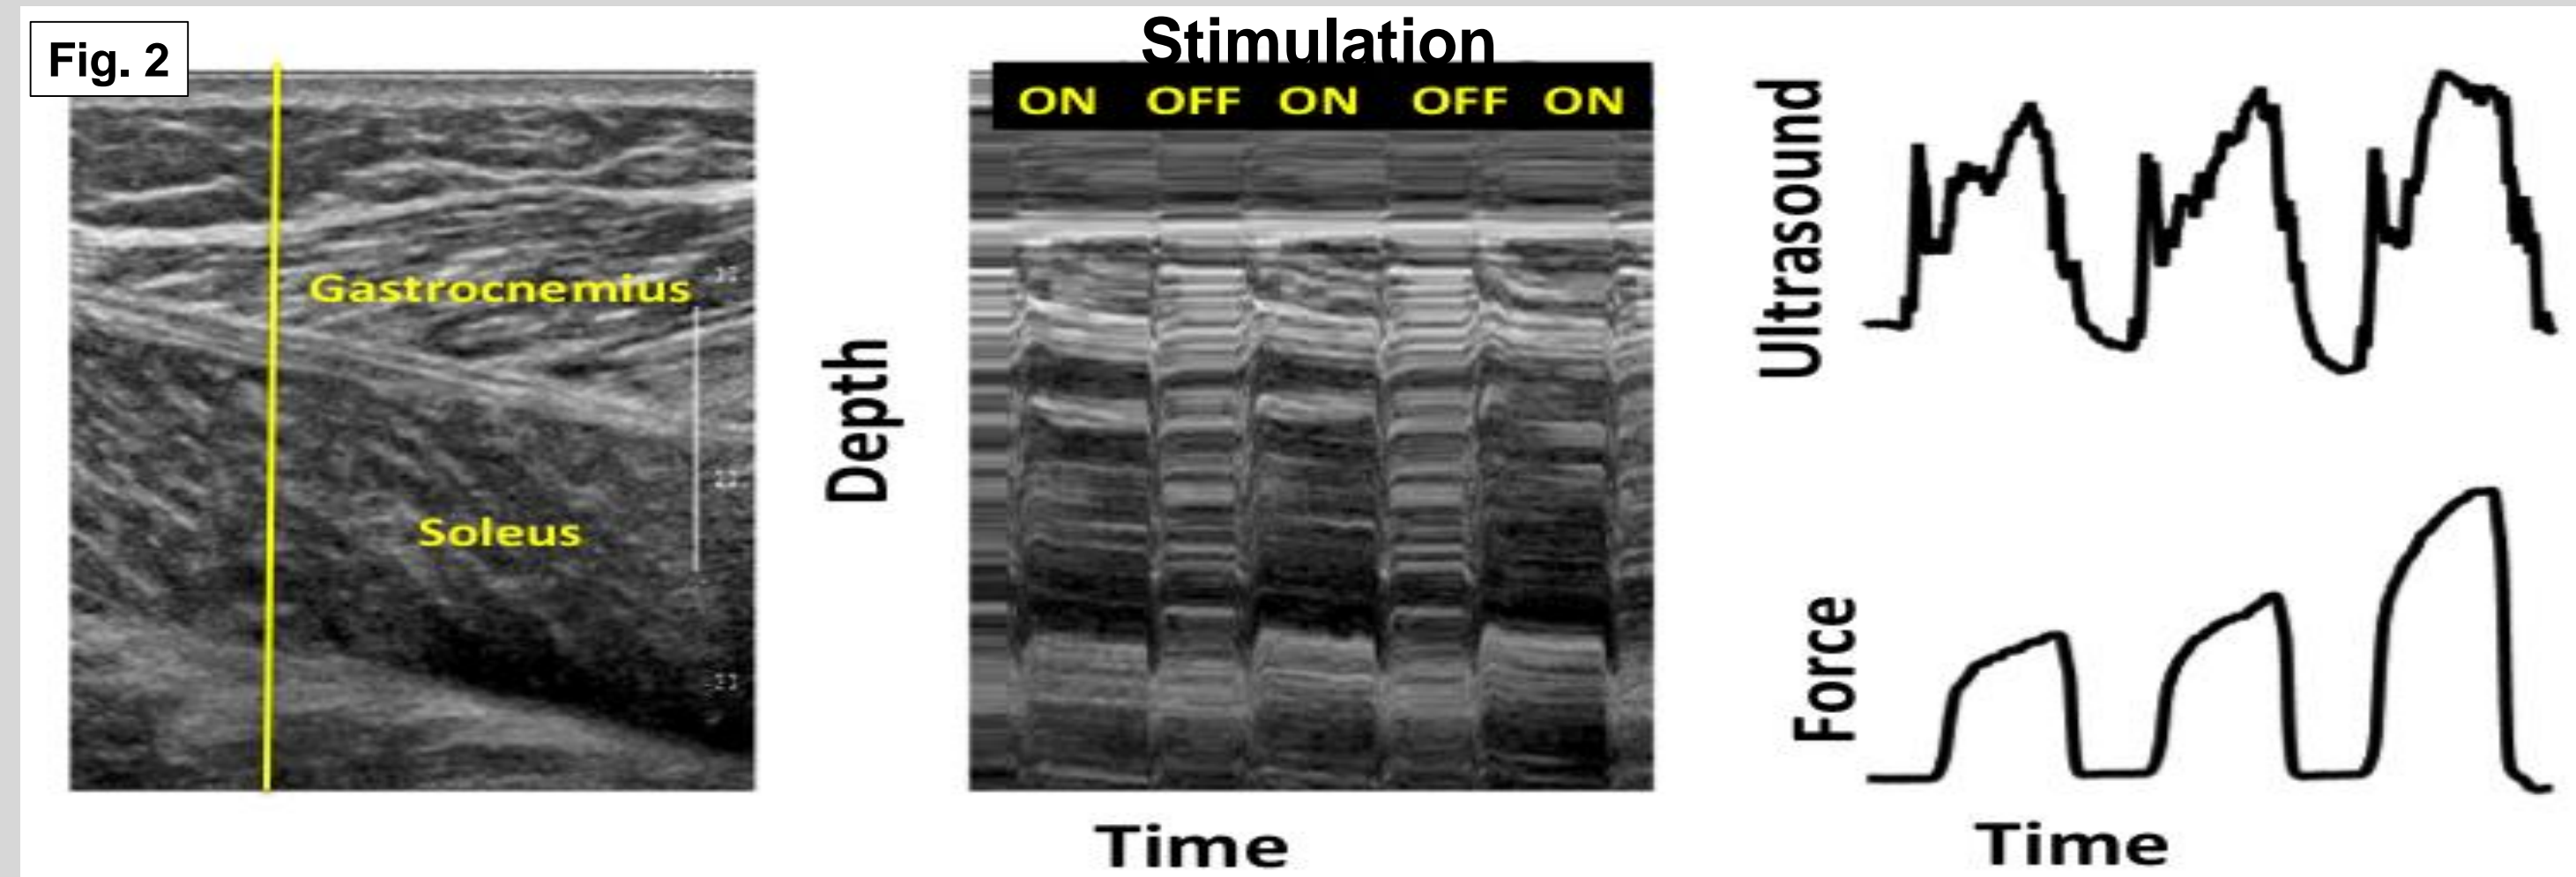 Fig. 2
Stimulation
ON OFF ON OFF ON
Gastrocnemius
Soleus
Depth
Time
Ultrasound
Force
Time